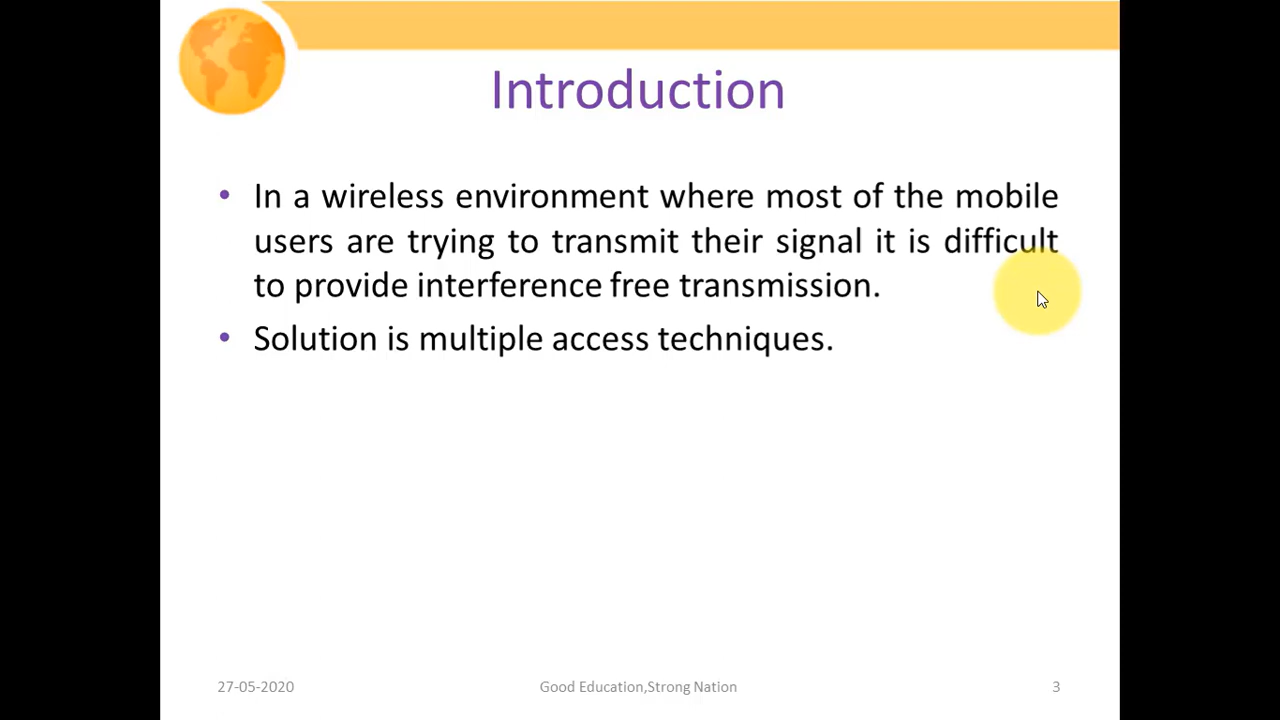 Introduction
• In a wireless environment where most of the mobile
users are trying to transmit their signal it is difficult
to provide interference free transmission.
• Solution is multiple access techniques.
27-05-2020
Good Education,Strong Nation
3